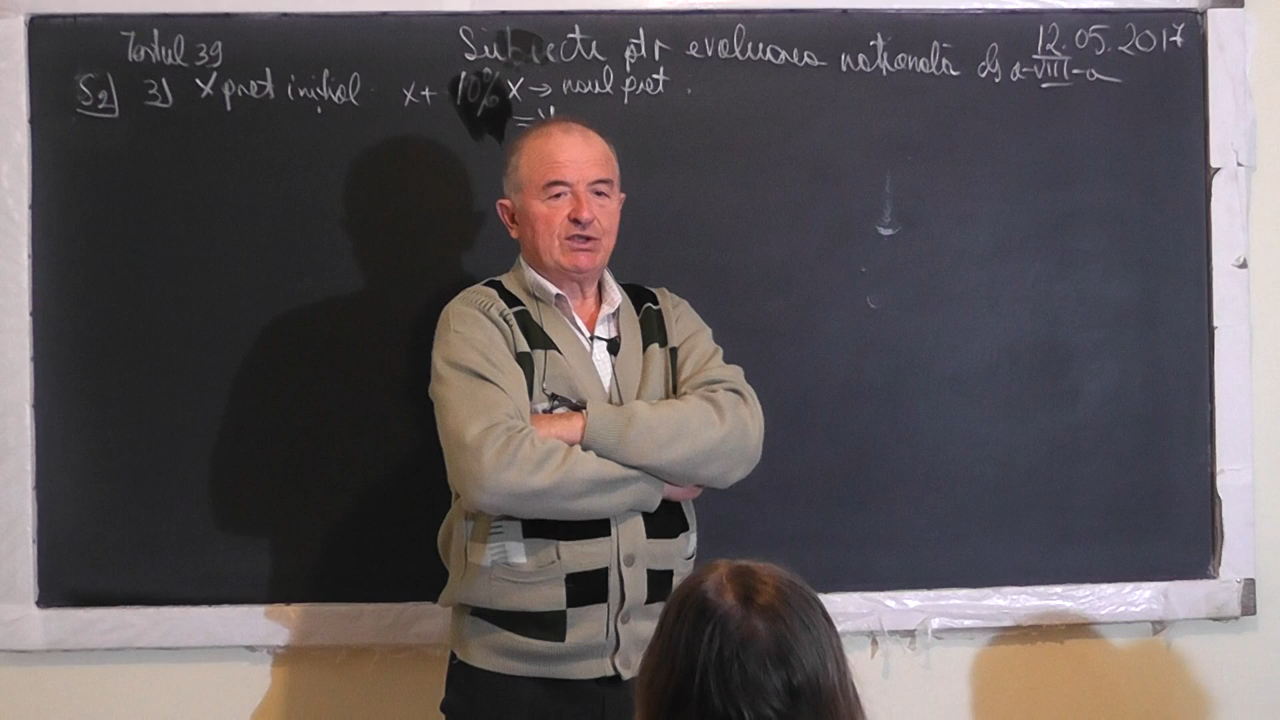 Testul 39
Subiecte ptr evaluarea națională cls a-VIII-a 12.05.2017
S2] 3) X preț inițial x + 10% x → noul preț.